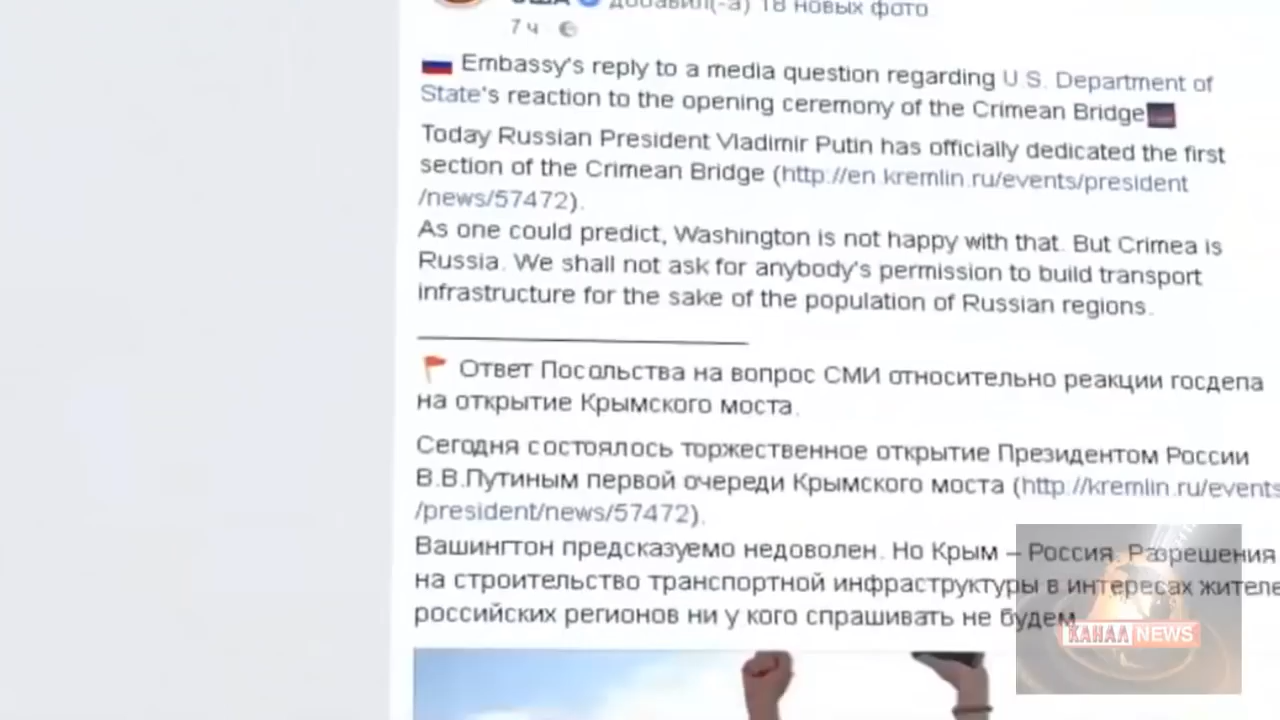 США добавил(-а) 18 новых фото
7 ч
Embassy's reply to a media question regarding U.S. Department of
State's reaction to the opening ceremony of the Crimean Bridge
Today Russian President Vladimir Putin has officially dedicated the first
section of the Crimean Bridge (http://en.kremlin.ru/events/president
/news/57472).
As one could predict, Washington is not happy with that. But Crimea is
Russia. We shall not ask for anybody's permission to build transport
infrastructure for the sake of the population of Russian regions.
Ответ Посольства на вопрос СМИ относительно реакции госдепа
на открытие Крымского моста.
Сегодня состоялось торжественное открытие Президентом России
В.В.Путиным первой очереди Крымского моста (http://kremlin.ru/events
/president/news/57472).
Вашингтон предсказуемо недоволен. Но Крым – Россия. Разрешения
на строительство транспортной инфраструктуры в интересах жителе
российских регионов ни у кого спрашивать не будем.
КАНАЛ NEWS